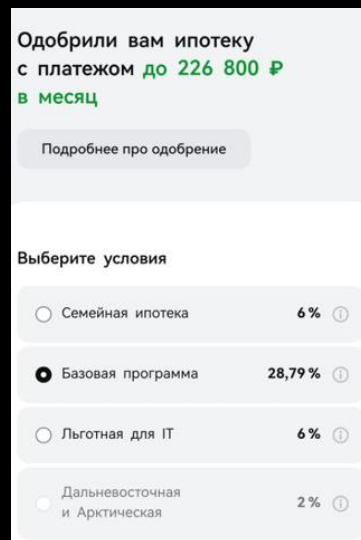 Одобрили вам ипотеку
с платежом до 226 800 ₽
в месяц
Подробнее про одобрение
Выберите условия
Семейная ипотека 6 %
Базовая программа 28,79 %
Льготная для IT 6 %
Дальневосточная
и Арктическая 2 %